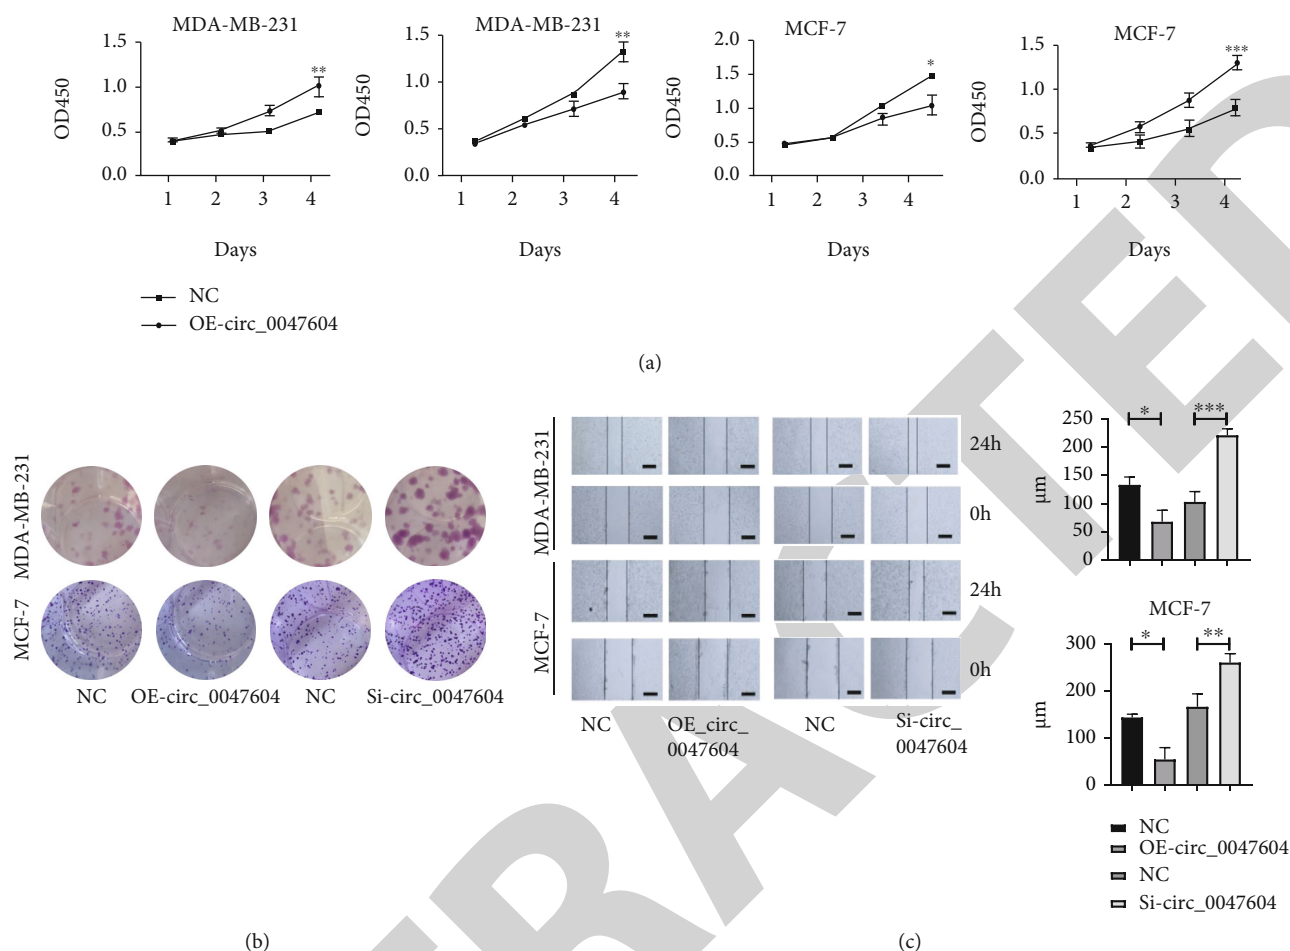 MDA-MB-231
MDA-MB-231
MCF-7
MCF-7
1.5
1.0
0.5
0.0
OD450
1 2 3 4
Days
**
1.5
1.0
0.5
0.0
OD450
1 2 3 4
Days
**
2.0
1.5
1.0
0.5
0.0
OD450
1 2 3 4
Days
*
1.5
1.0
0.5
0.0
OD450
1 2 3 4
Days
***
NC
OE-circ_0047604
(a)
MDA-MB-231
MCF-7
NC
OE-circ_0047604
NC
Si-circ_0047604
(b)
MDA-MB-231
MCF-7
24h
0h
24h
0h
NC
OE_circ_
0047604
NC
Si-circ_
0047604
250
200
150
100
50
0
μm
*
***
MCF-7
300
200
100
0
μm
*
**
NC
OE-circ_0047604
NC
Si-circ_0047604
(c)